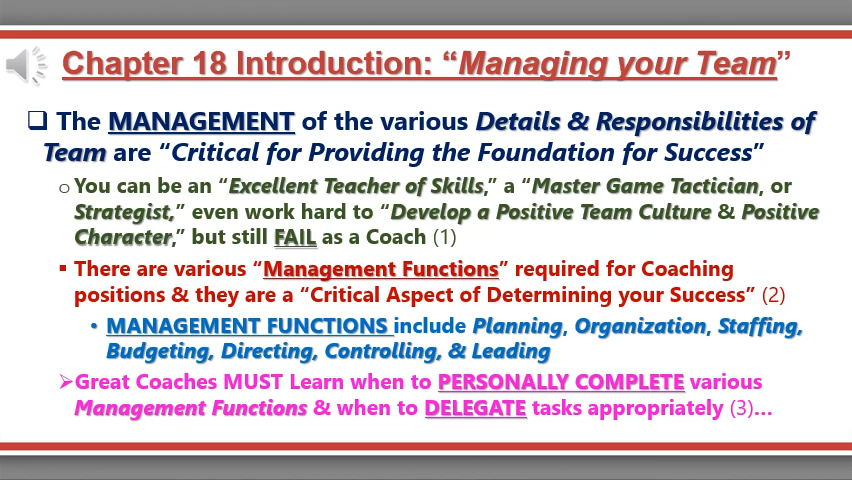 Chapter 18 Introduction: “Managing your Team”
❑ The MANAGEMENT of the various Details & Responsibilities of
Team are “Critical for Providing the Foundation for Success”
o You can be an “Excellent Teacher of Skills,” a “Master Game Tactician, or
Strategist,” even work hard to “Develop a Positive Team Culture & Positive
Character,” but still FAIL as a Coach (1)
▪ There are various “Management Functions” required for Coaching
positions & they are a “Critical Aspect of Determining your Success” (2)
• MANAGEMENT FUNCTIONS include Planning, Organization, Staffing,
Budgeting, Directing, Controlling, & Leading
➢Great Coaches MUST Learn when to PERSONALLY COMPLETE various
Management Functions & when to DELEGATE tasks appropriately (3)…